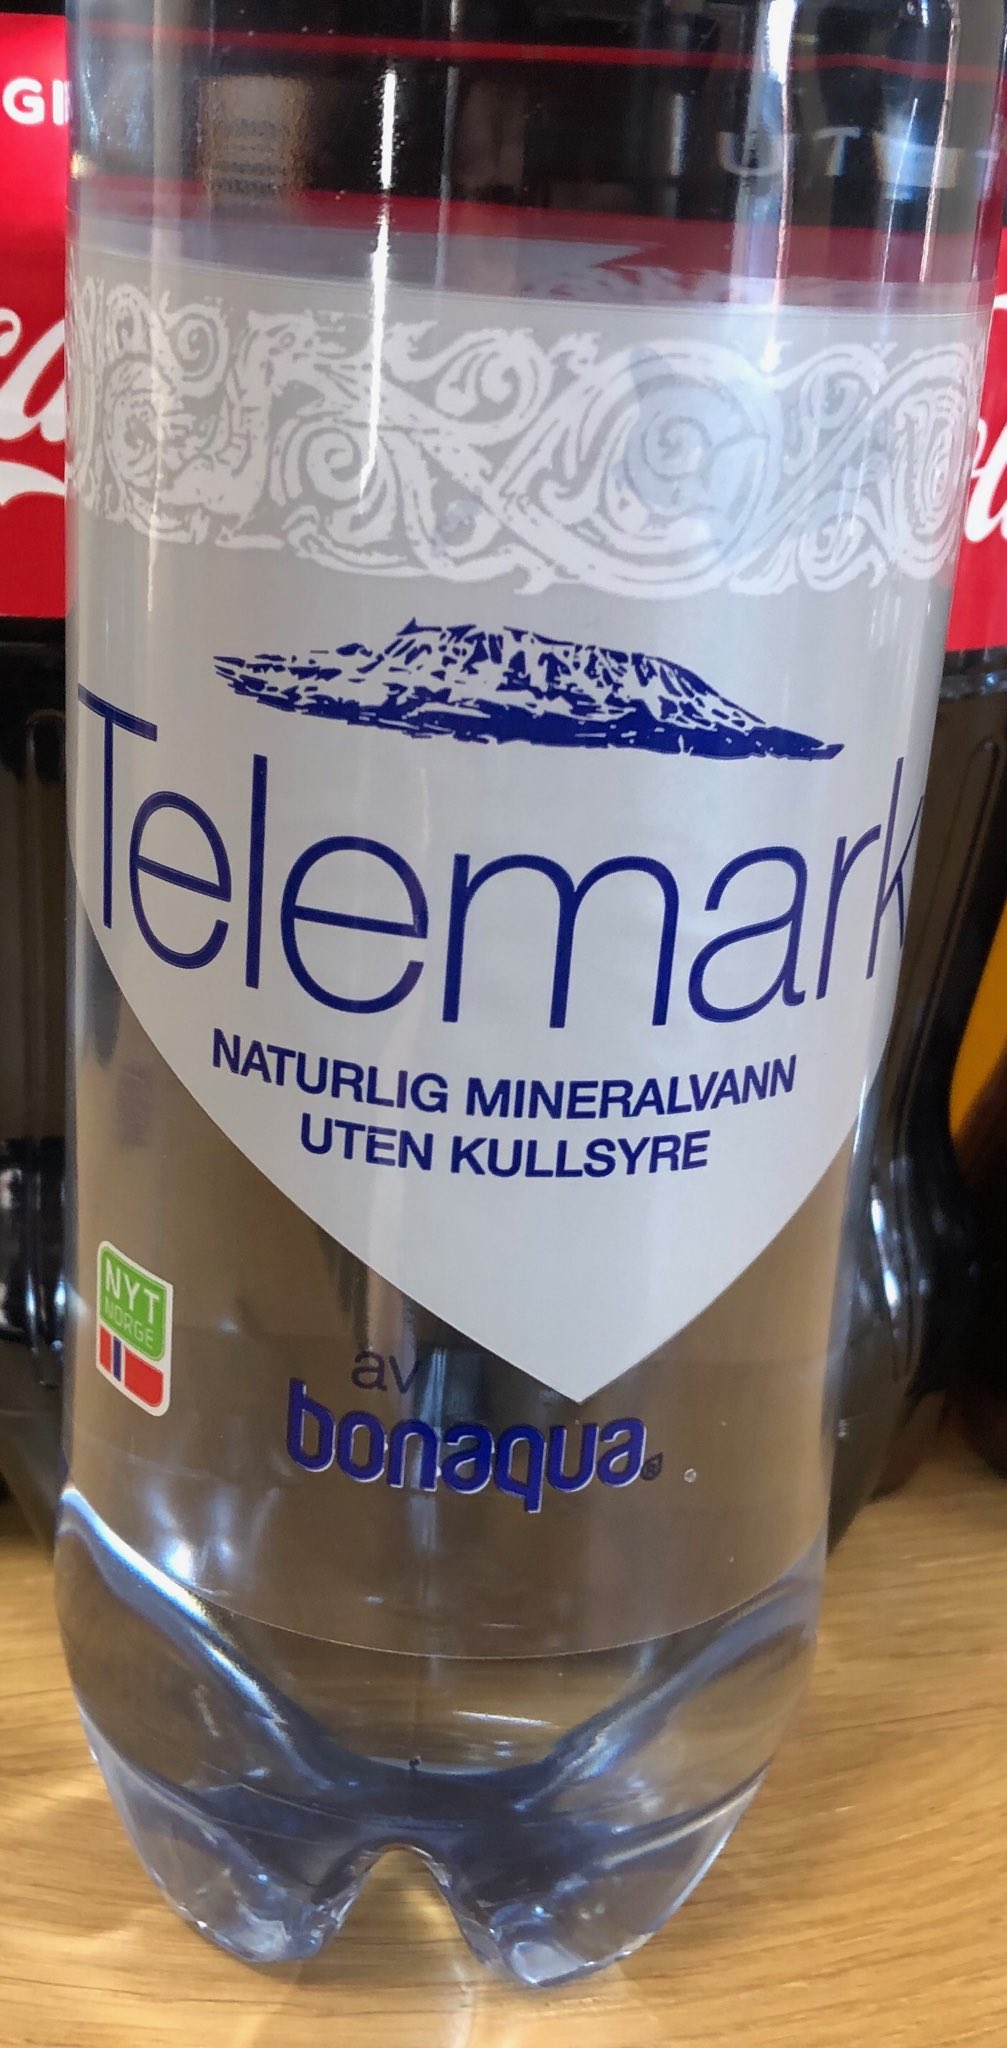 Telemark
NATURLIG MINERALVANN
UTEN KULLSYRE
NYT
NORGE
av
bonaqua®